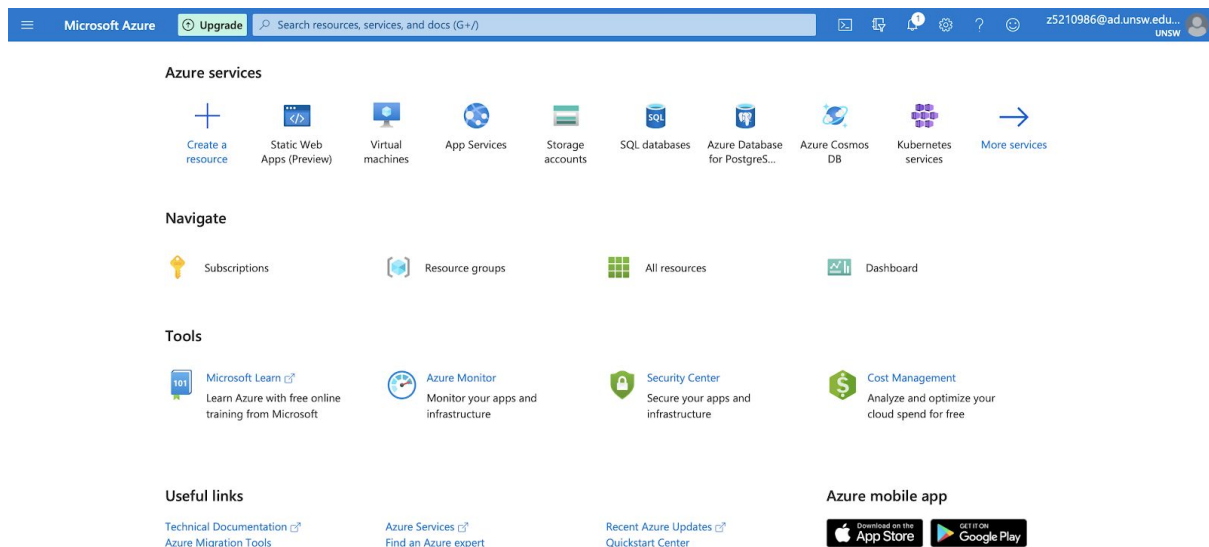 Microsoft Azure
Upgrade
Search resources, services, and docs (G+/)
1
z5210986@ad.unsw.edu...
UNSW
Azure services
Create a
resource
Static Web
Apps (Preview)
Virtual
machines
App Services
Storage
accounts
SQL
SQL databases
Azure Database
for PostgreS...
Azure Cosmos
DB
Kubernetes
services
More services
Navigate
Subscriptions
Resource groups
All resources
Dashboard
Tools
101
Microsoft Learn
Learn Azure with free online
training from Microsoft
Azure Monitor
Monitor your apps and
infrastructure
Security Center
Secure your apps and
infrastructure
$
Cost Management
Analyze and optimize your
cloud spend for free
Useful links
Azure mobile app
Technical Documentation
Azure Services
Recent Azure Updates
Azure Migration Tools
Find an Azure expert
Quickstart Center
Download on the
App Store
GET IT ON
Google Play